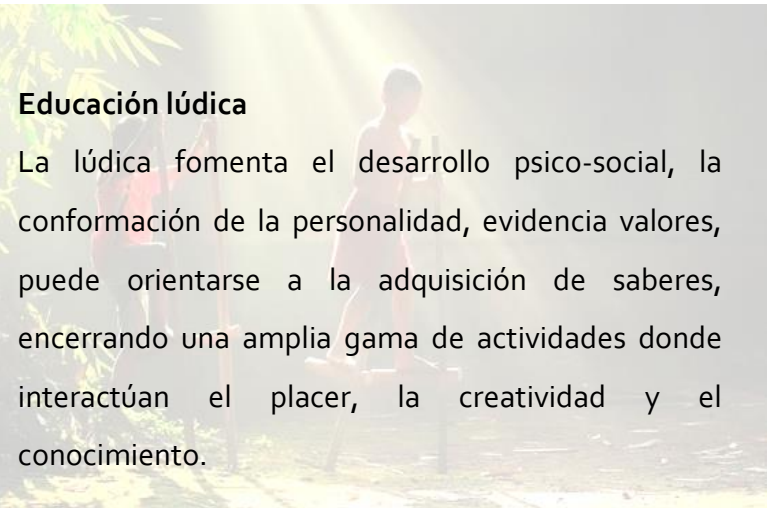 Educación lúdica
La lúdica fomenta el desarrollo psico-social, la
conformación de la personalidad, evidencia valores,
puede orientarse a la adquisición de saberes,
encerrando una amplia gama de actividades donde
interactúan el placer, la creatividad y el
conocimiento.